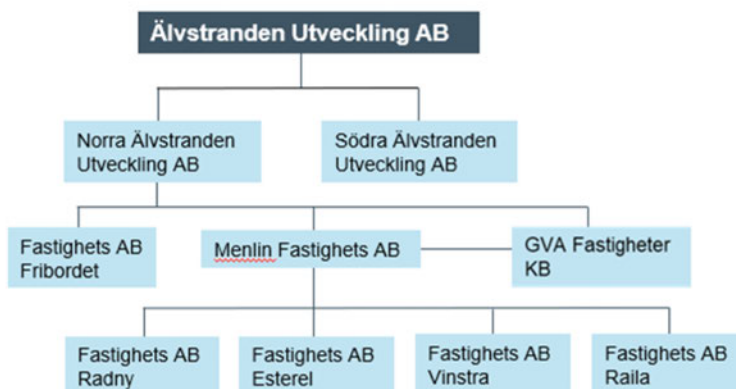 Älvstranden Utveckling AB
Norra Älvstranden
Utveckling AB
Södra Älvstranden
Utveckling AB
Fastighets AB
Fribordet
Menlin Fastighets AB
GVA Fastigheter
KB
Fastighets AB
Radny
Fastighets AB
Esterel
Fastighets AB
Vinstra
Fastighets AB
Raila